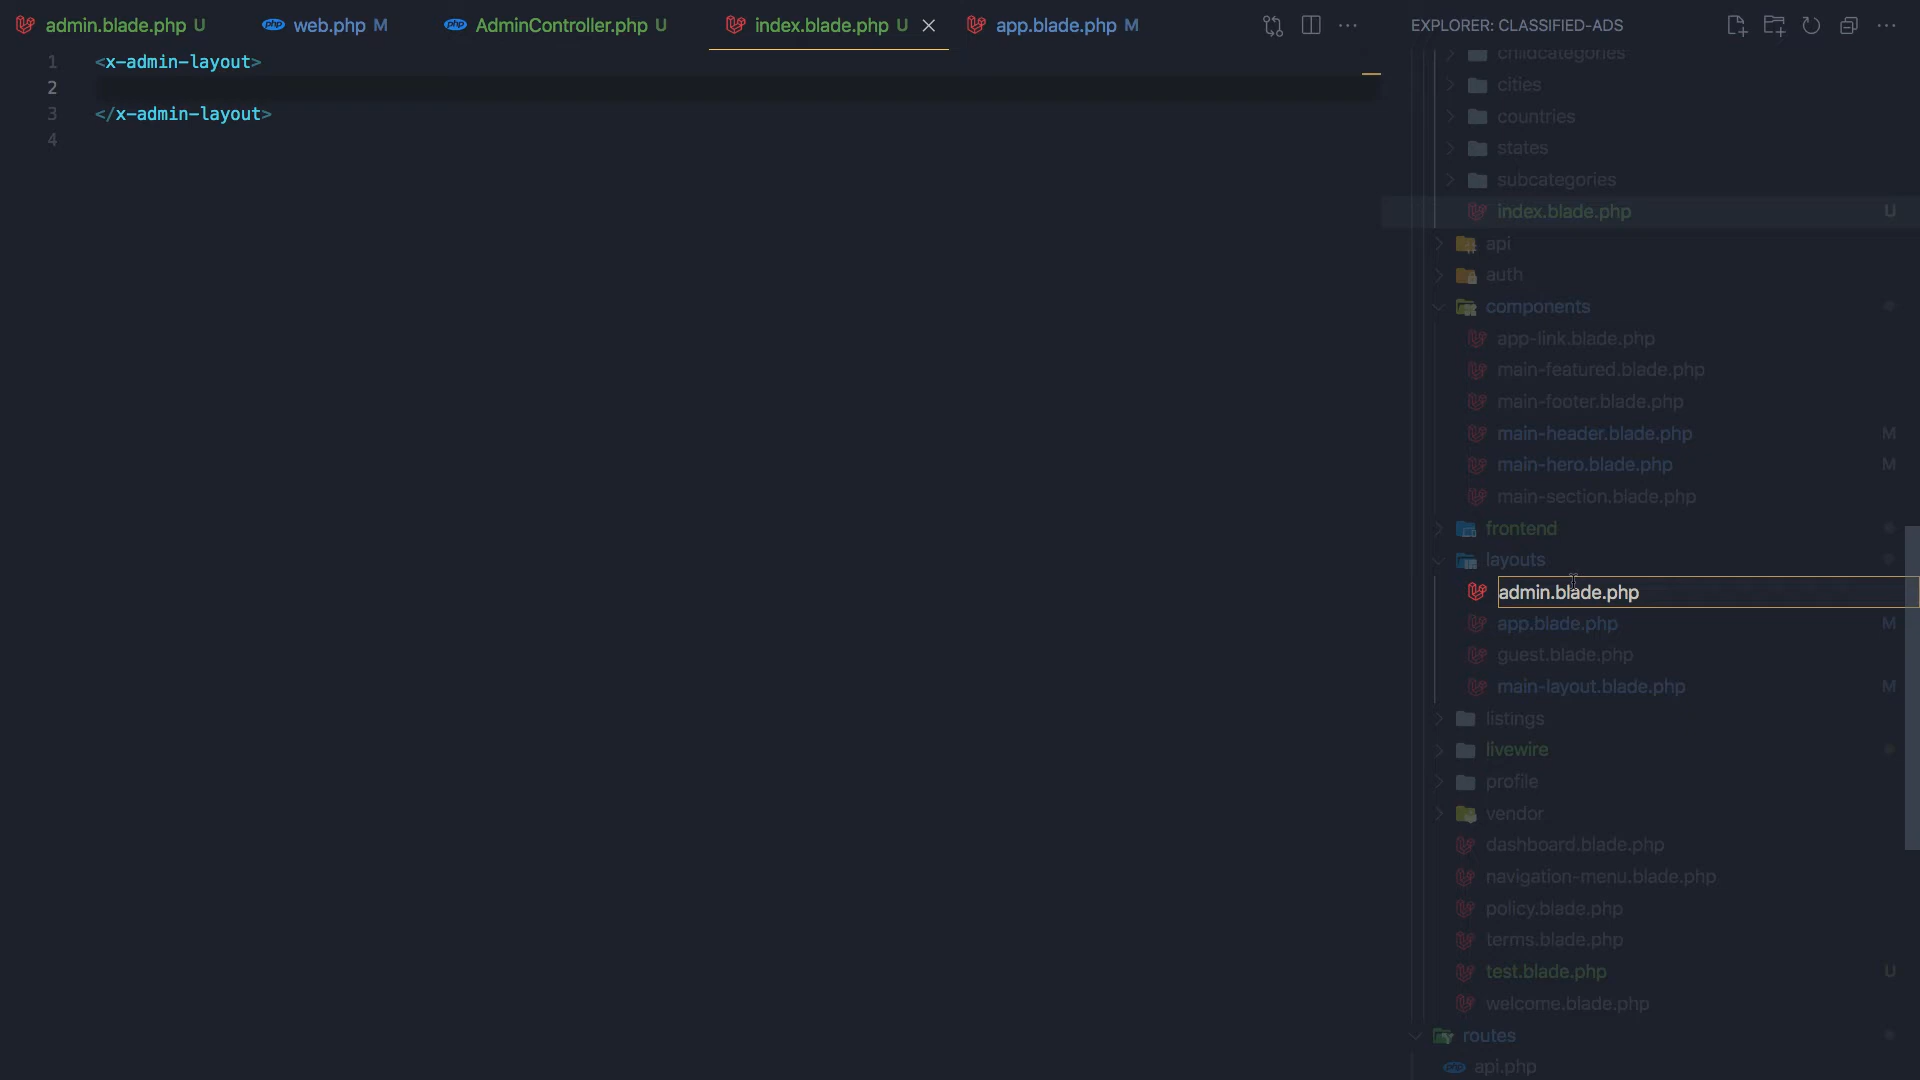 admin.blade.php U
web.php M
AdminController.php U
index.blade.php U
app.blade.php M
EXPLORER: CLASSIFIED-ADS
1 <x-admin-layout>
2
3 </x-admin-layout>
4
childcategories
cities
countries
states
subcategories
index.blade.php U
api
auth
components
app-link.blade.php
main-featured.blade.php
main-footer.blade.php
main-header.blade.php M
main-hero.blade.php M
main-section.blade.php
frontend
layouts
admin.blade.php
app.blade.php M
guest.blade.php
main-layout.blade.php M
listings
livewire
profile
vendor
dashboard.blade.php
navigation-menu.blade.php
policy.blade.php
terms.blade.php
test.blade.php U
welcome.blade.php
routes
api.php